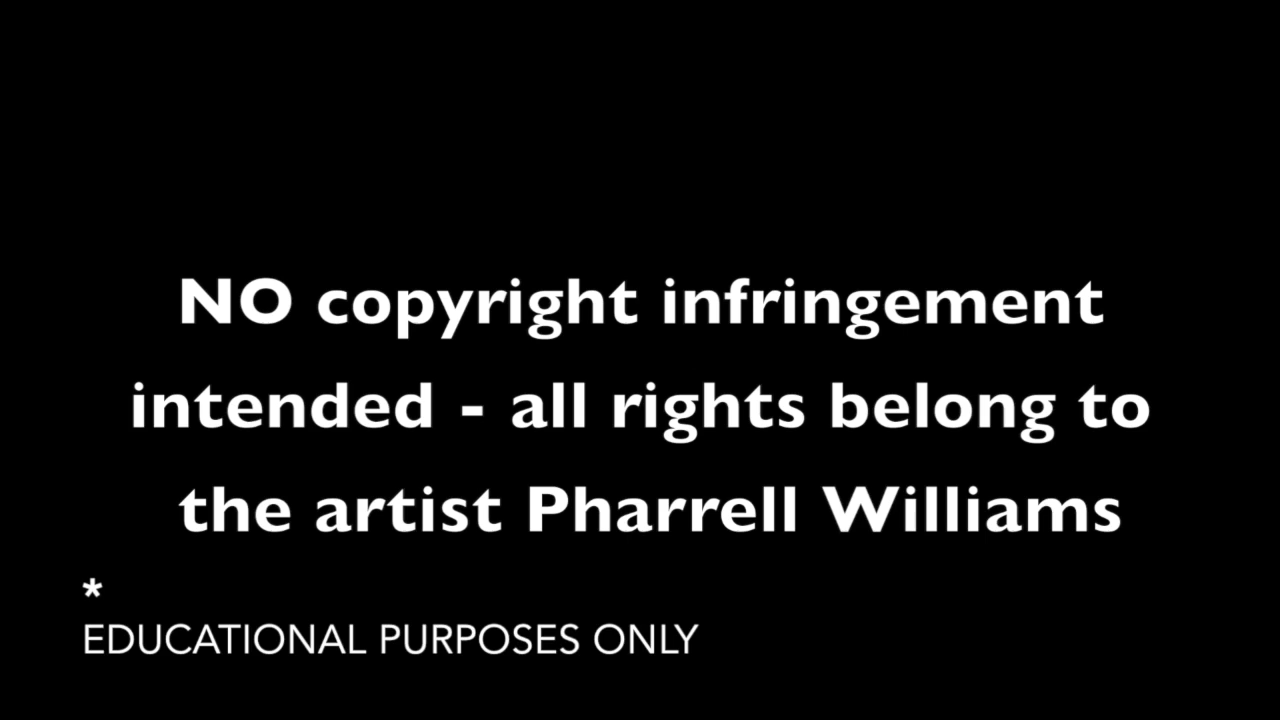 NO copyright infringement
intended - all rights belong to
the artist Pharrell Williams
*
EDUCATIONAL PURPOSES ONLY